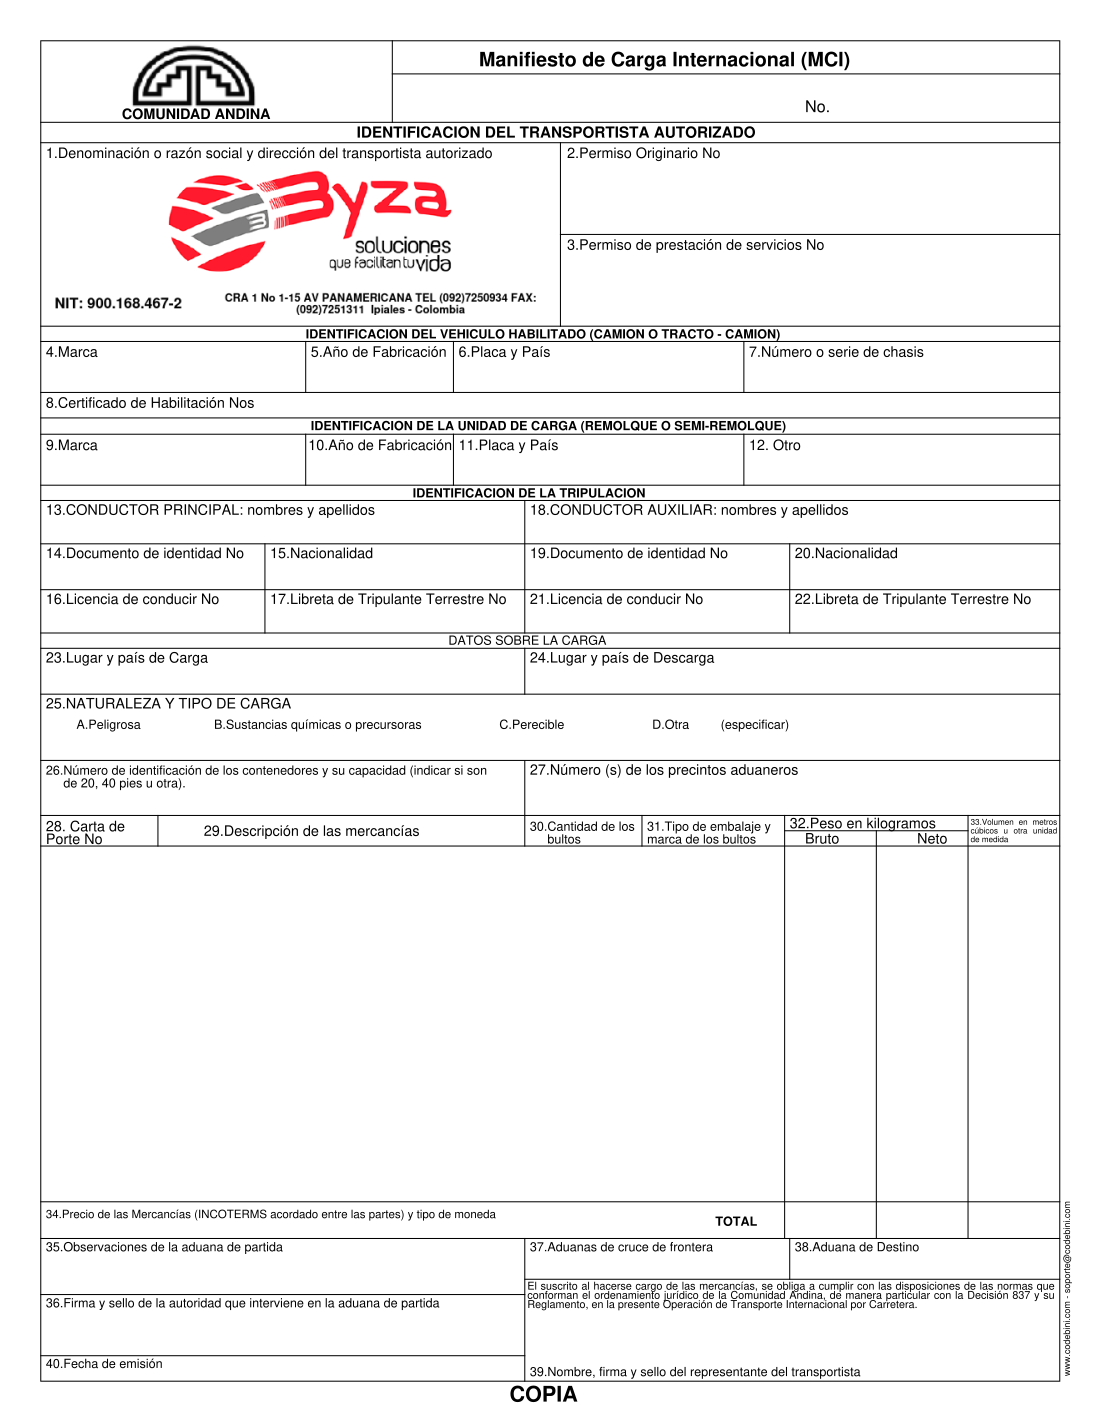 Manifiesto de Carga Internacional (MCI)
COMUNIDAD ANDINA
No.
IDENTIFICACION DEL TRANSPORTISTA AUTORIZADO
1.Denominación o razón social y dirección del transportista autorizado
2.Permiso Originario No
Byza
soluciones
que facilitan tu vida
3.Permiso de prestación de servicios No
NIT: 900.168.467-2
CRA 1 No 1-15 AV PANAMERICANA TEL (092)7250934 FAX:
(092)7251311 Ipiales - Colombia
IDENTIFICACION DEL VEHICULO HABILITADO (CAMION O TRACTO - CAMION)
4.Marca
5.Año de Fabricación
6.Placa y País
7.Número o serie de chasis
8.Certificado de Habilitación Nos
IDENTIFICACION DE LA UNIDAD DE CARGA (REMOLQUE O SEMI-REMOLQUE)
9.Marca
10.Año de Fabricación
11.Placa y País
12. Otro
IDENTIFICACION DE LA TRIPULACION
13.CONDUCTOR PRINCIPAL: nombres y apellidos
18.CONDUCTOR AUXILIAR: nombres y apellidos
14.Documento de identidad No
15.Nacionalidad
19.Documento de identidad No
20.Nacionalidad
16.Licencia de conducir No
17.Libreta de Tripulante Terrestre No
21.Licencia de conducir No
22.Libreta de Tripulante Terrestre No
DATOS SOBRE LA CARGA
23.Lugar y país de Carga
24.Lugar y país de Descarga
25.NATURALEZA Y TIPO DE CARGA
A.Peligrosa
B.Sustancias químicas o precursoras
C.Perecible
D.Otra
(especificar)
26.Número de identificación de los contenedores y su capacidad (indicar si son
de 20, 40 pies u otra).
27.Número (s) de los precintos aduaneros
28. Carta de
Porte No
29.Descripción de las mercancías
30.Cantidad de los
bultos
31.Tipo de embalaje y
marca de los bultos
32.Peso en kilogramos
Bruto
Neto
33.Volumen en metros
cúbicos u otra unidad
de medida
34.Precio de las Mercancías (INCOTERMS acordado entre las partes) y tipo de moneda
TOTAL
35.Observaciones de la aduana de partida
37.Aduanas de cruce de frontera
38.Aduana de Destino
El suscrito al hacerse cargo de las mercancías, se obliga a cumplir con las disposiciones de las normas que
conforman el ordenamiento jurídico de la Comunidad Andina, de manera particular con la Decisión 837 y su
Reglamento, en la presente Operación de Transporte Internacional por Carretera.
36.Firma y sello de la autoridad que interviene en la aduana de partida
40.Fecha de emisión
39.Nombre, firma y sello del representante del transportista
COPIA
www.codebini.com - soporte@codebini.com